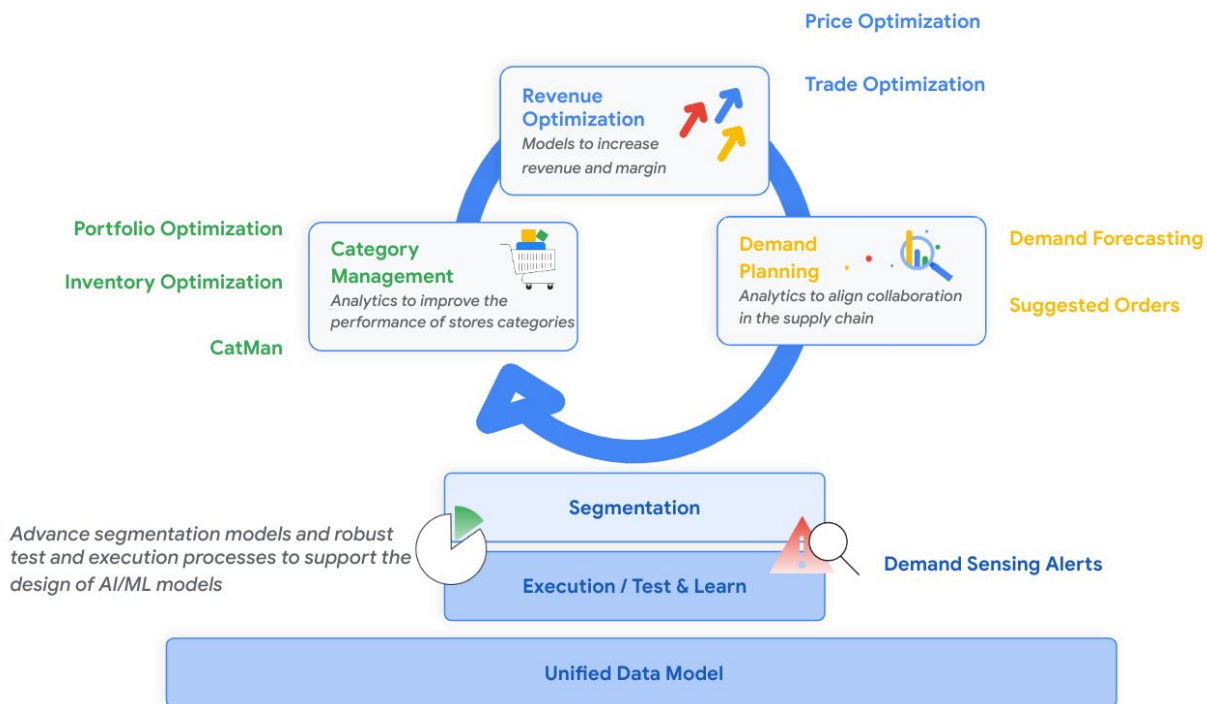 Price Optimization
Trade Optimization
Revenue
Optimization
Models to increase
revenue and margin
Portfolio Optimization
Inventory Optimization
CatMan
Category
Management
Analytics to improve the
performance of stores categories
Demand
Planning
Analytics to align collaboration
in the supply chain
Demand Forecasting
Suggested Orders
Segmentation
Advance segmentation models and robust
test and execution processes to support the
design of AI/ML models
Execution / Test & Learn
Demand Sensing Alerts
Unified Data Model